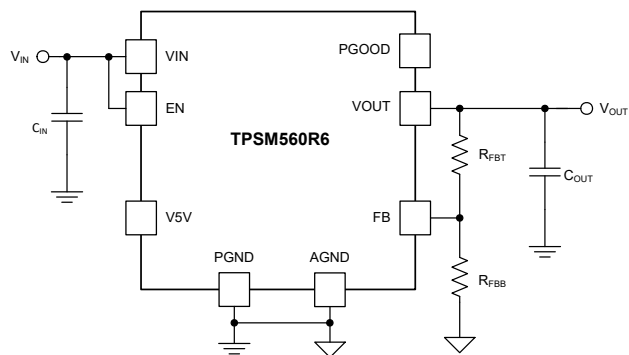 VIN
VIN
PGOOD
EN
VOUT
VOUT
CIN
TPSM560R6
RFBT
COUT
V5V
FB
PGND
AGND
RFBB